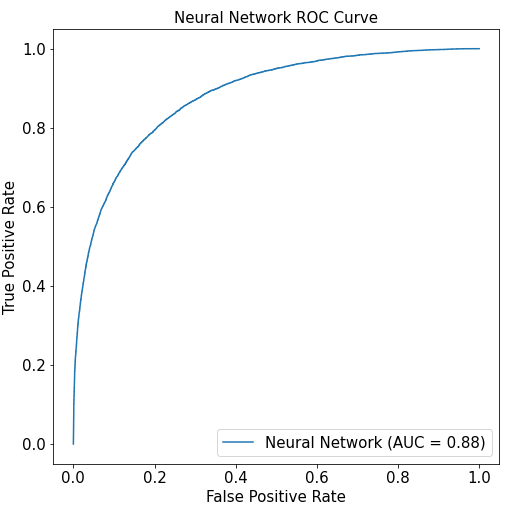 Neural Network ROC Curve
1.0
0.8
0.6
0.4
0.2
0.0
True Positive Rate
Neural Network (AUC = 0.88)
0.0 0.2 0.4 0.6 0.8 1.0
False Positive Rate